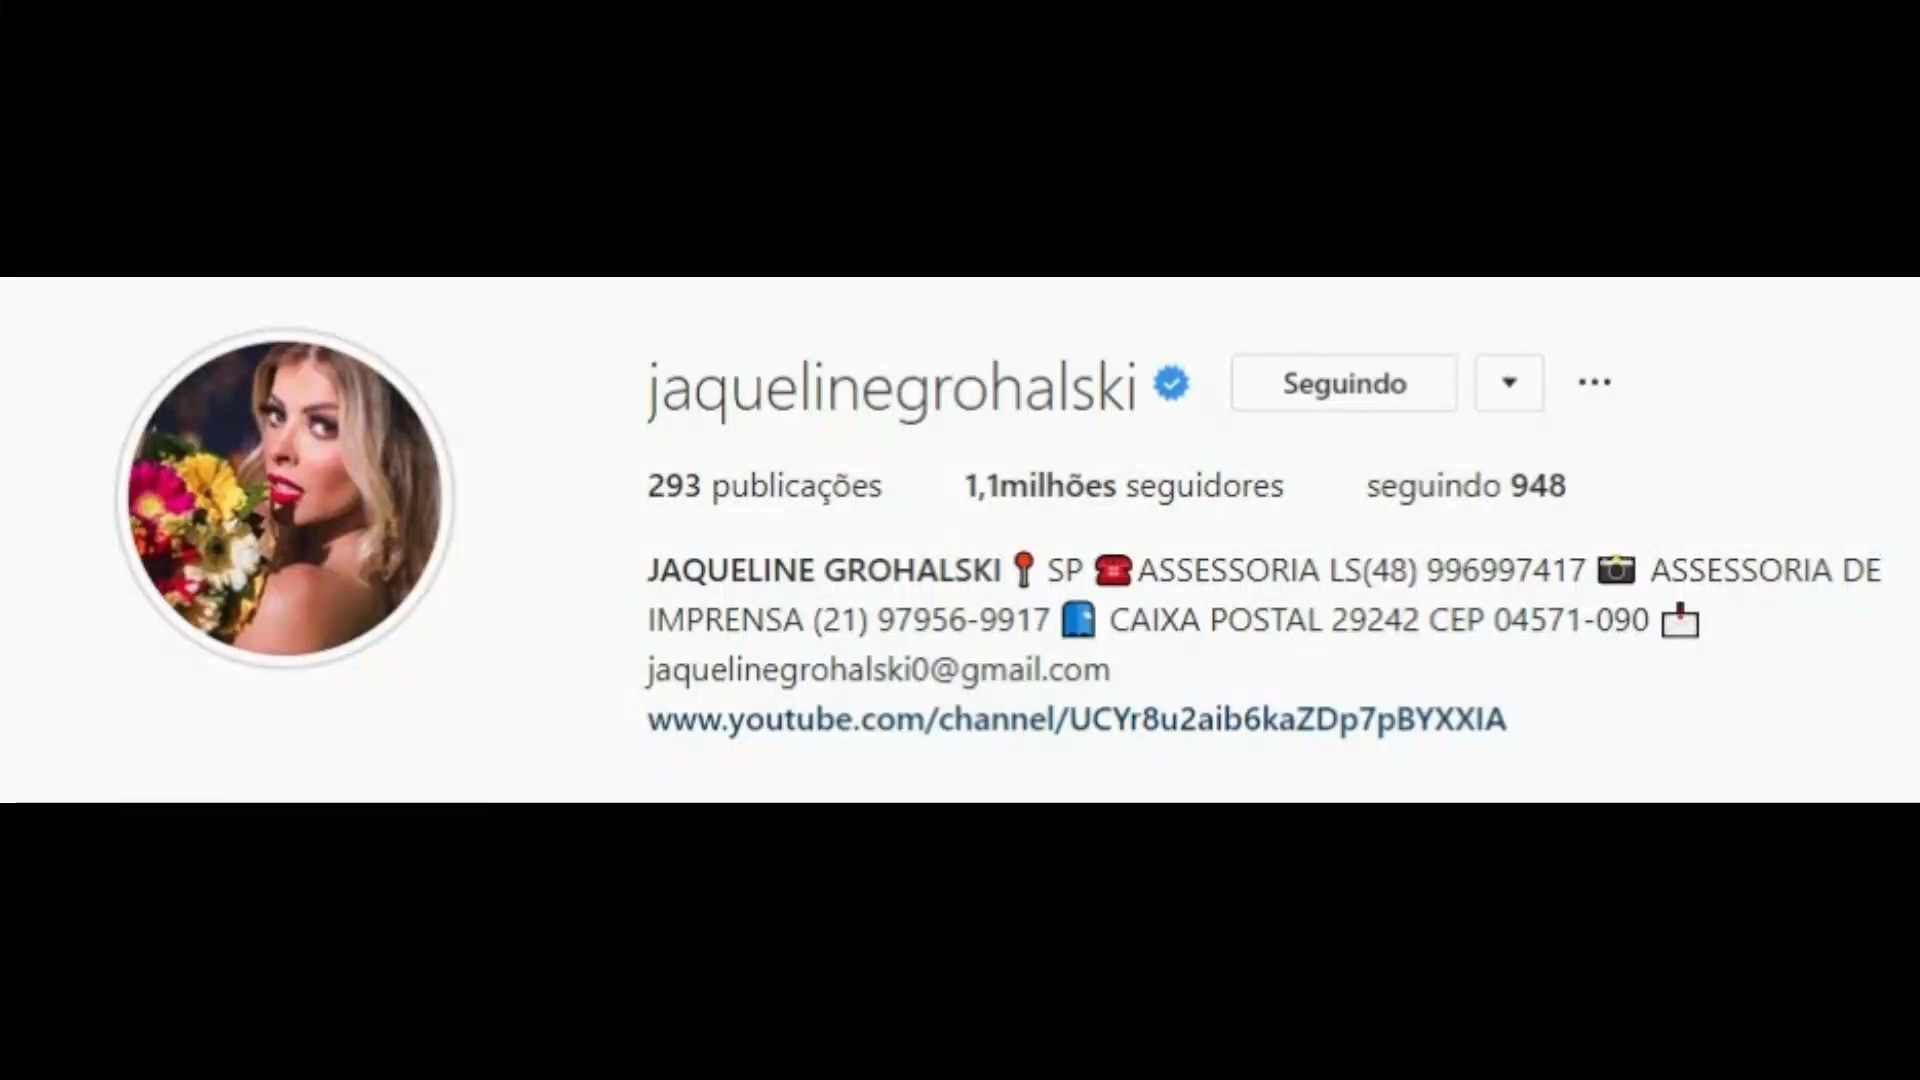 jaquelinegrohalski Seguindo
293 publicações 1,1milhões seguidores seguindo 948
JAQUELINE GROHALSKI SP ASSESSORIA LS(48) 996997417 ASSESSORIA DE
IMPRENSA (21) 97956-9917 CAIXA POSTAL 29242 CEP 04571-090
jaquelinegrohalski0@gmail.com
www.youtube.com/channel/UCYr8u2aib6kaZDp7pBYXXIA